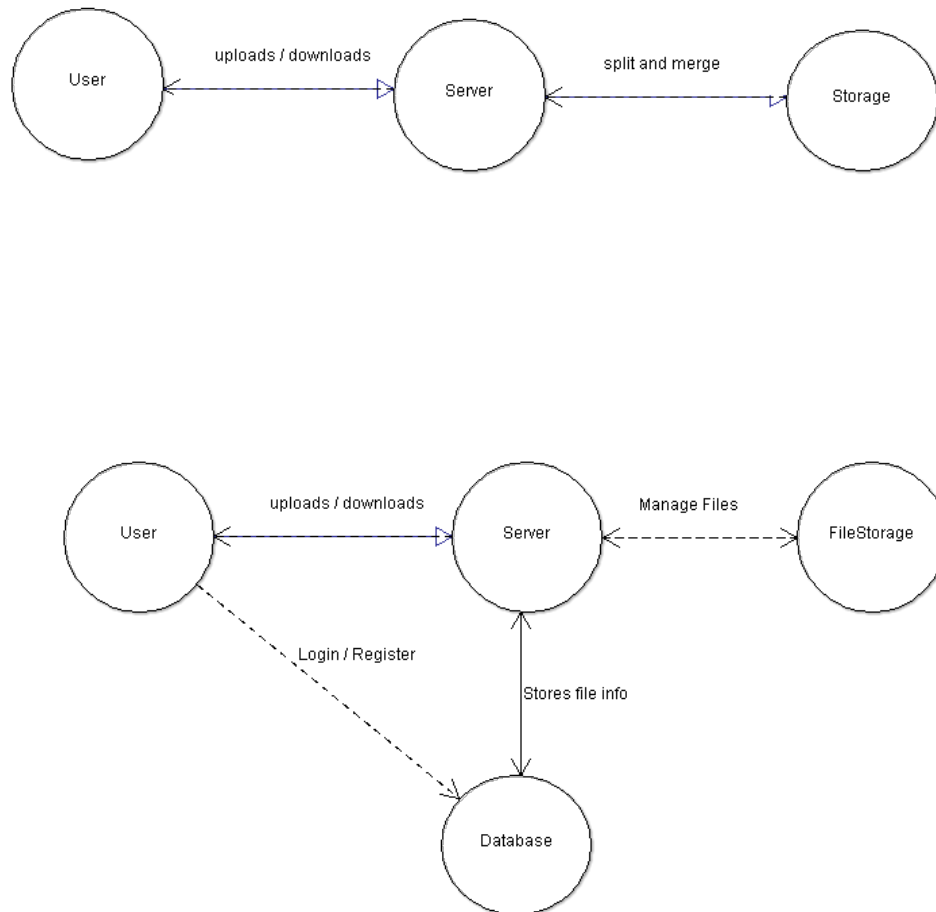 uploads / downloads
split and merge
User
Server
Storage
uploads / downloads
Manage Files
User
Server
FileStorage
Login / Register
Stores file info
Database